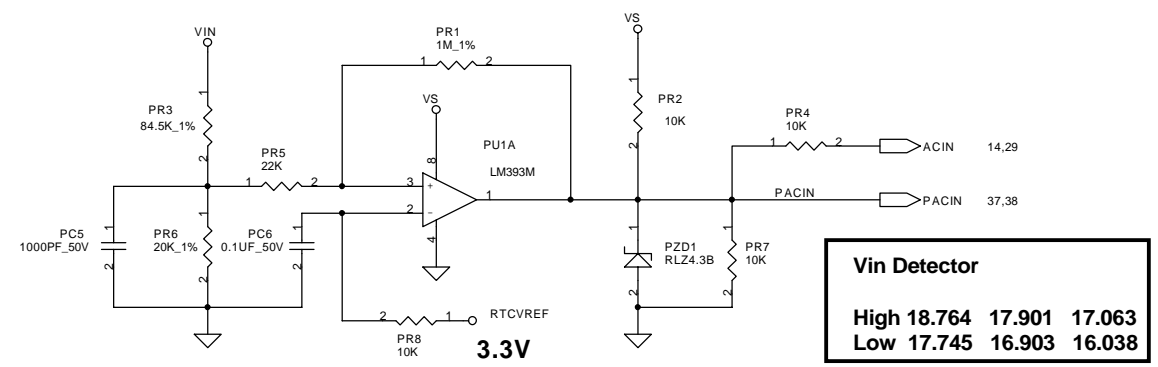 VIN
PR1
1M_1%
1 2
VS
VS
PR3
84.5K_1%
1
2
PR5
22K
1 2
PU1A
LM393M
8
3 +
2 -
1
4
PR2
10K
1
2
PR4
10K
1 2
ACIN 14,29
PACIN
PACIN 37,38
PC5
1000PF_50V
1
2
PR6
20K_1%
1
2
PC6
0.1UF_50V
1
2
PZD1
RLZ4.3B
1
2
PR7
10K
1
2
2 1
PR8
10K
RTCVREF
3.3V
Vin Detector
High 18.764 17.901 17.063
Low 17.745 16.903 16.038